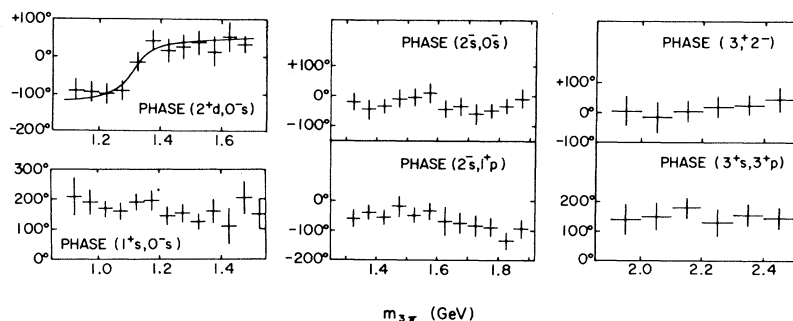 +100°
0°
-100°
-200°
PHASE (2⁺d,0⁻s)
1.2 1.4 1.6
300°
200°
100°
0°
PHASE (1⁺s,0⁻s)
1.0 1.2 1.4
PHASE (2⁻s,0⁻s)
+100°
0°
-100°
PHASE (2⁻s,1⁺p)
0°
-100°
-200°
1.4 1.6 1.8
PHASE (3,⁺2⁻)
+100°
0°
-100°
PHASE (3⁺s,3⁺p)
200°
100°
0°
2.0 2.2 2.4
m3π (GeV)